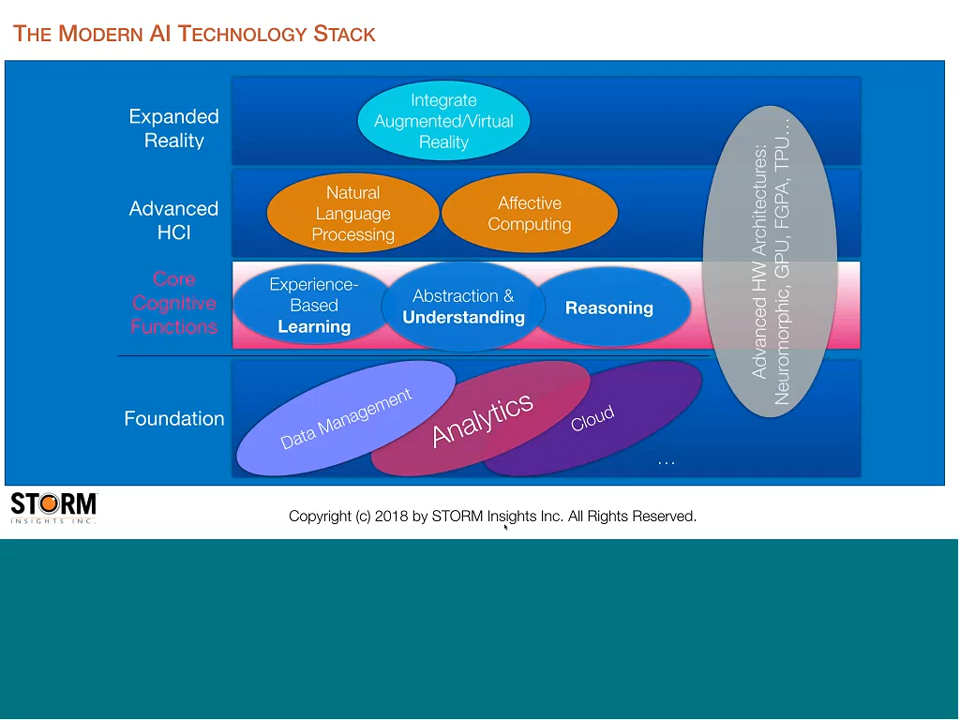 THE MODERN AI TECHNOLOGY STACK
Expanded
Reality
Integrate
Augmented/Virtual
Reality
Advanced
HCI
Natural
Language
Processing
Affective
Computing
Core
Cognitive
Functions
Experience-
Based
Learning
Abstraction &
Understanding
Reasoning
Foundation
Data Management
Analytics
Cloud
...
Advanced HW Architectures:
Neuromorphic, GPU, FGPA, TPU...
STORM
INSIGHTS INC.
Copyright (c) 2018 by STORM Insights Inc. All Rights Reserved.